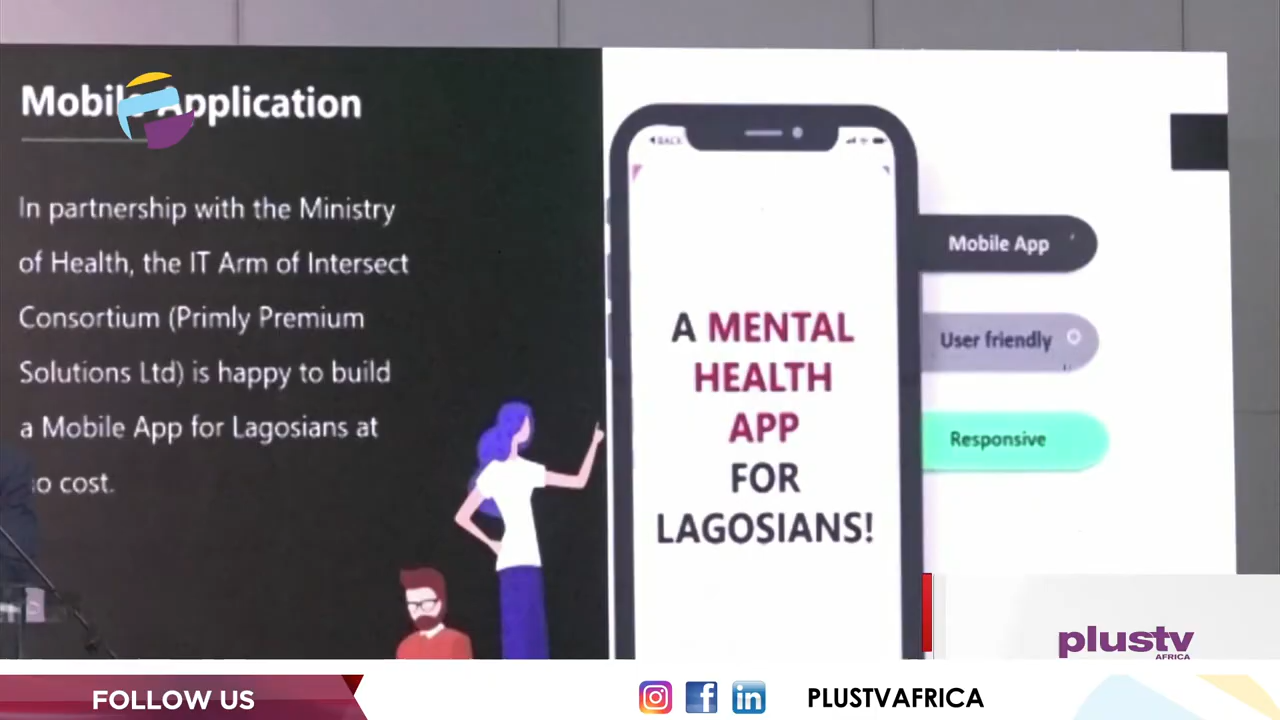 Mobile Application
In partnership with the Ministry
of Health, the IT Arm of Intersect
Consortium (Primly Premium
Solutions Ltd) is happy to build
a Mobile App for Lagosians at
no cost.
BACK
A MENTAL
HEALTH
APP
FOR
LAGOSIANS!
Mobile App
User friendly
Responsive
plustv
AFRICA
FOLLOW US
PLUSTVAFRICA